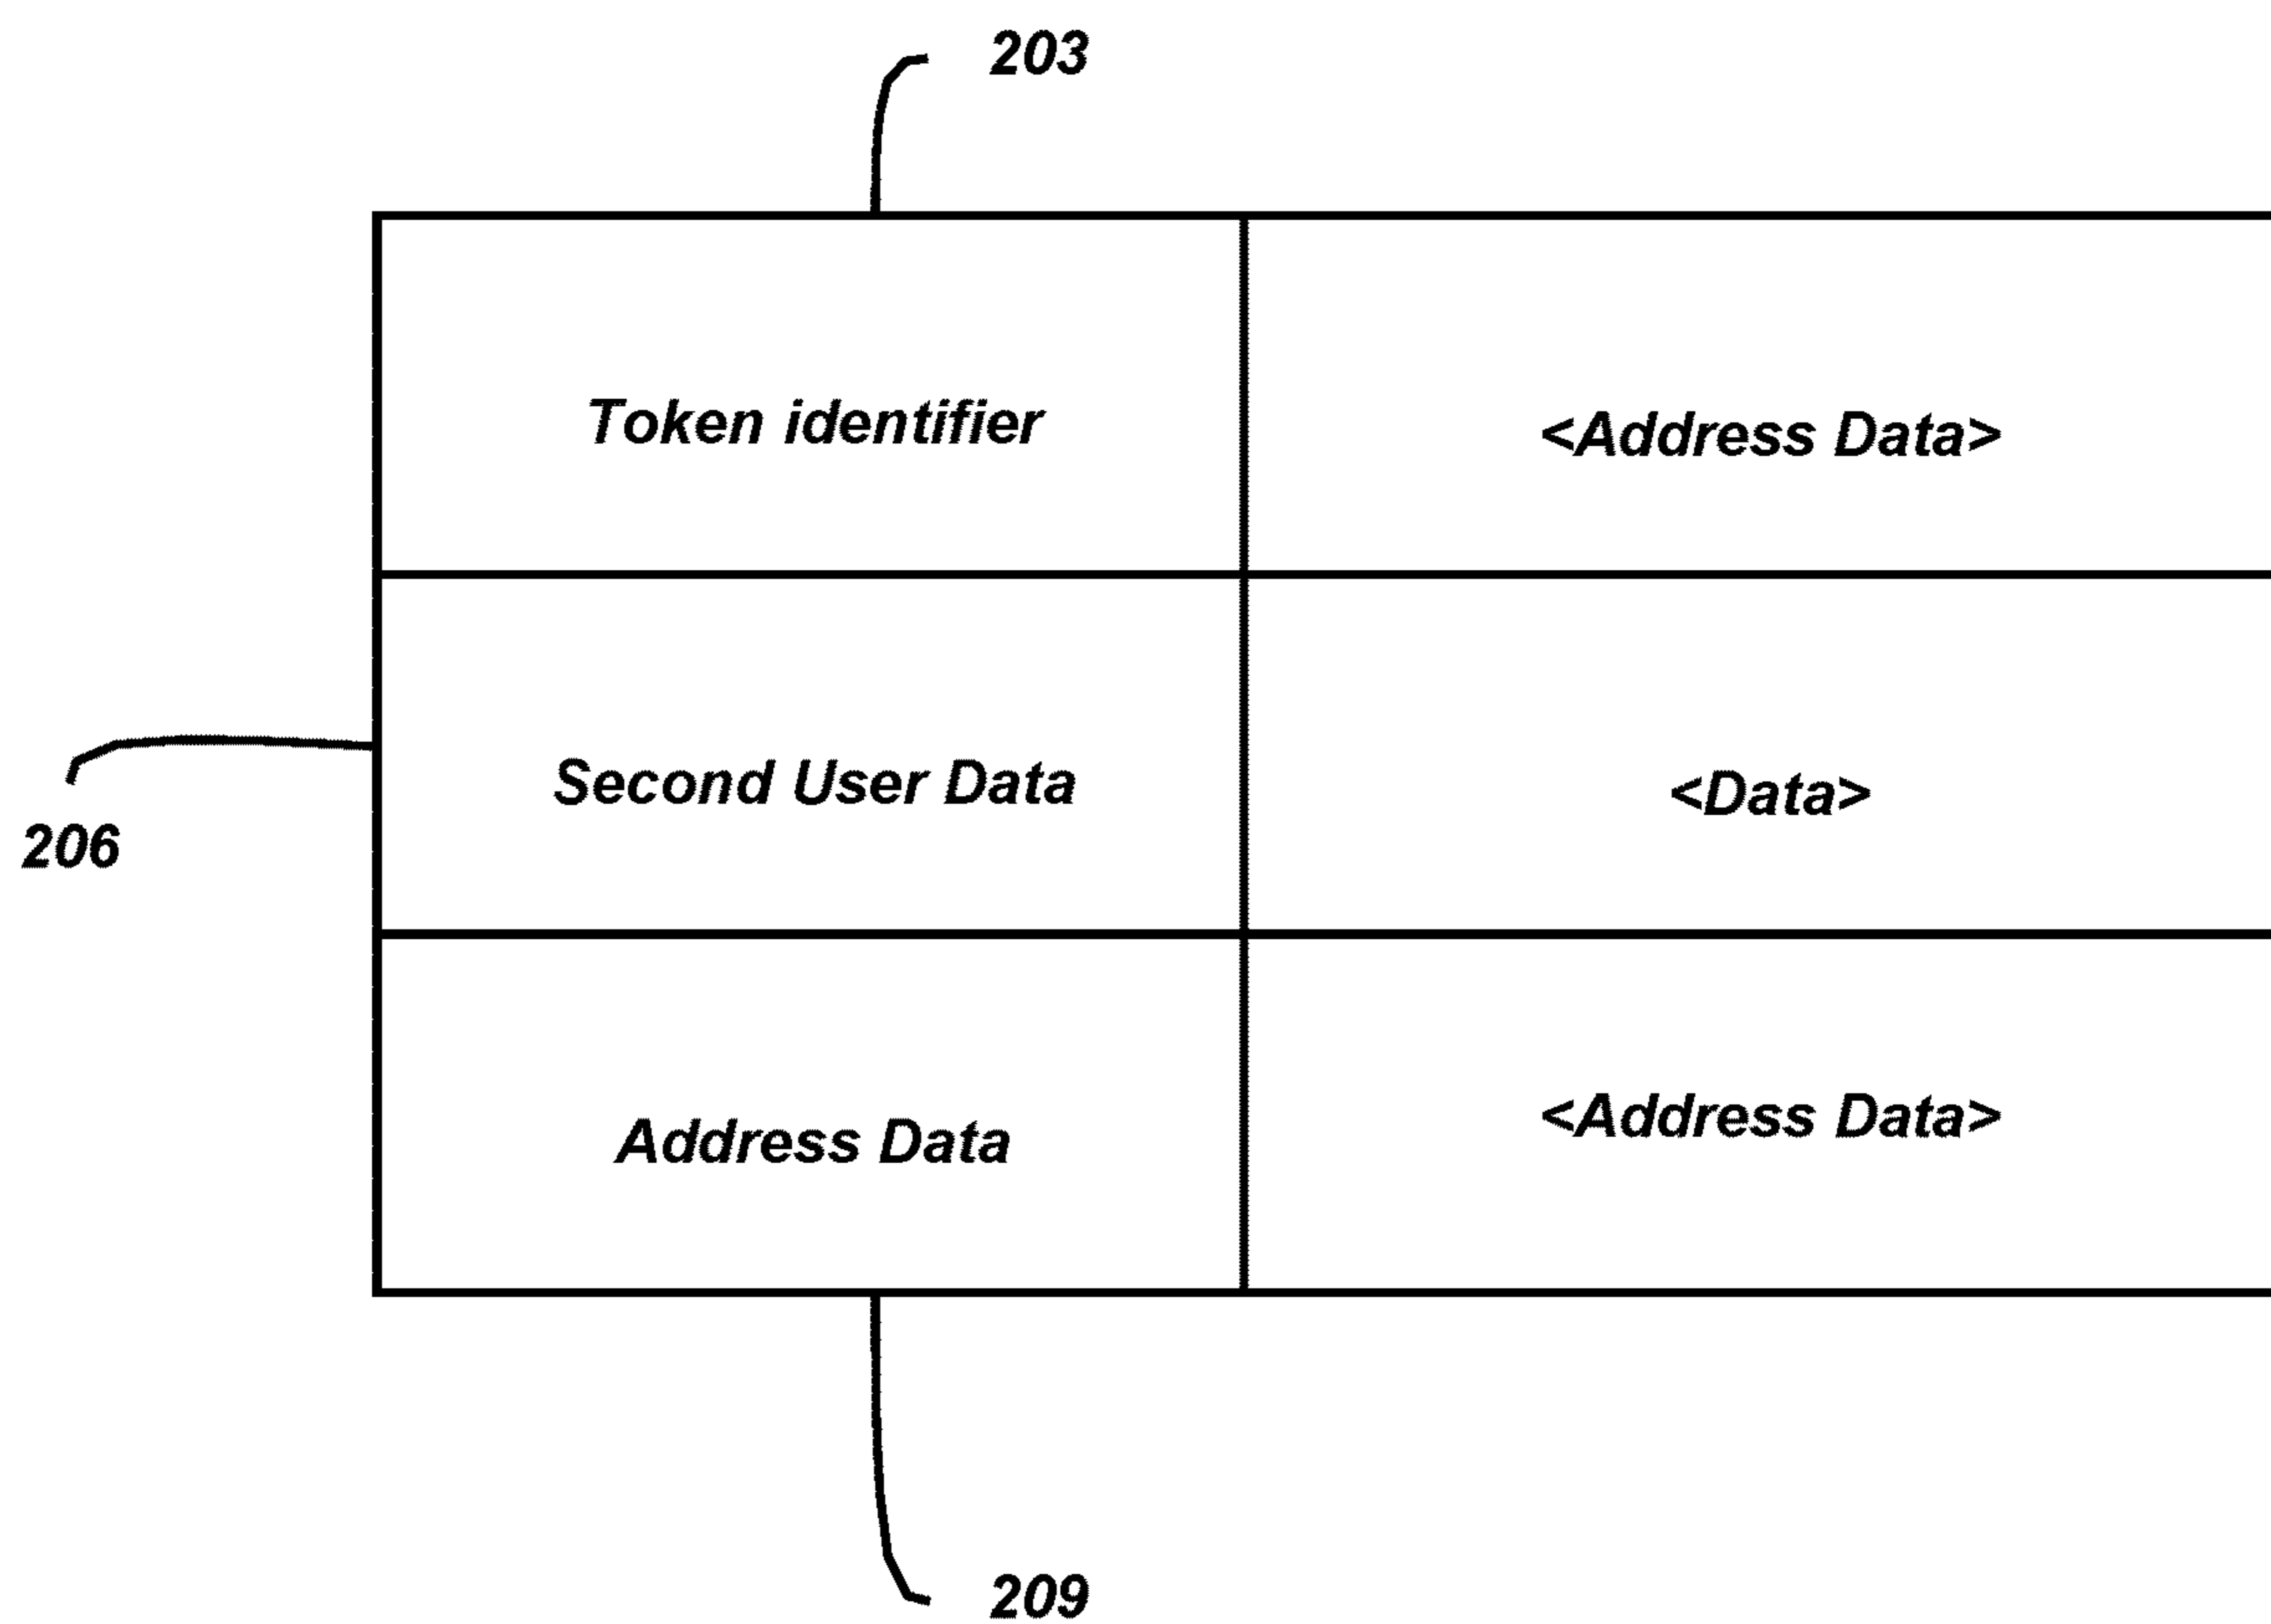 203
Token identifier
<Address Data>
Second User Data
<Data>
206
Address Data
<Address Data>
209